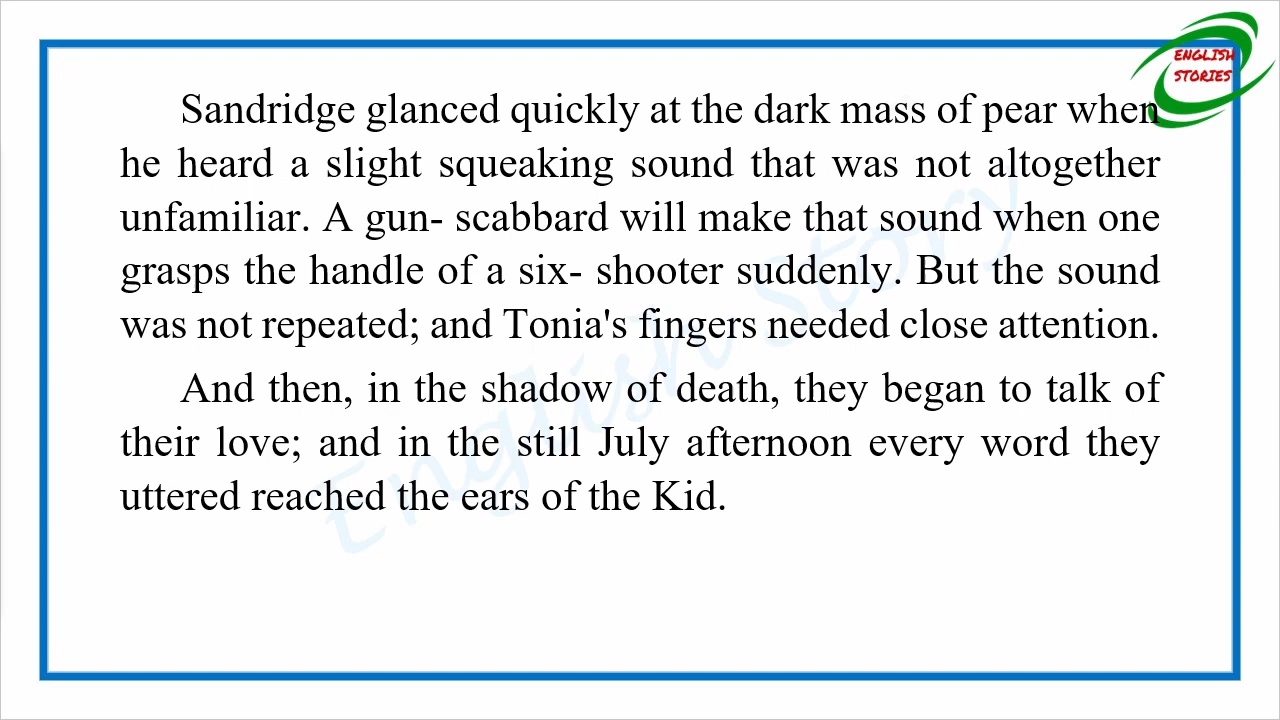 ENGLISH
STORIES
Sandridge glanced quickly at the dark mass of pear when
he heard a slight squeaking sound that was not altogether
unfamiliar. A gun- scabbard will make that sound when one
grasps the handle of a six- shooter suddenly. But the sound
was not repeated; and Tonia's fingers needed close attention.
And then, in the shadow of death, they began to talk of
their love; and in the still July afternoon every word they
uttered reached the ears of the Kid.
English Story